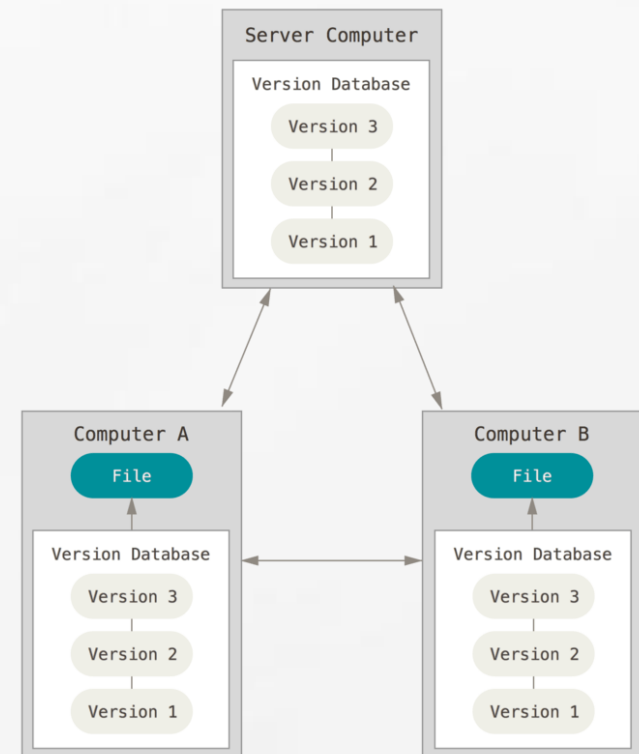 Server Computer
Version Database
Version 3
Version 2
Version 1
Computer A
File
Version Database
Version 3
Version 2
Version 1
Computer B
File
Version Database
Version 3
Version 2
Version 1